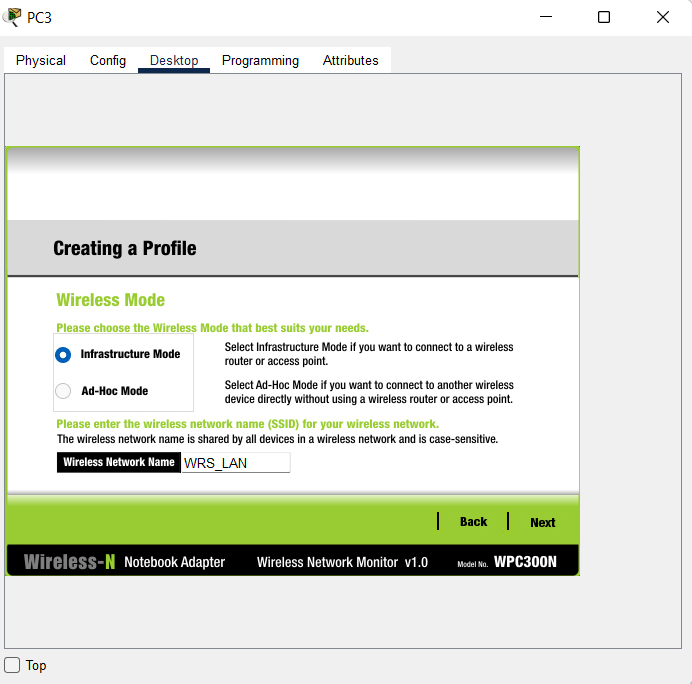 PC3
Physical Config Desktop Programming Attributes
Creating a Profile
Wireless Mode
Please choose the Wireless Mode that best suits your needs.
Infrastructure Mode
Select Infrastructure Mode if you want to connect to a wireless
router or access point.
Ad-Hoc Mode
Select Ad-Hoc Mode if you want to connect to another wireless
device directly without using a wireless router or access point.
Please enter the wireless network name (SSID) for your wireless network.
The wireless network name is shared by all devices in a wireless network and is case-sensitive.
Wireless Network Name WRS_LAN
Back Next
Wireless-N Notebook Adapter Wireless Network Monitor v1.0 Model No. WPC300N
Top